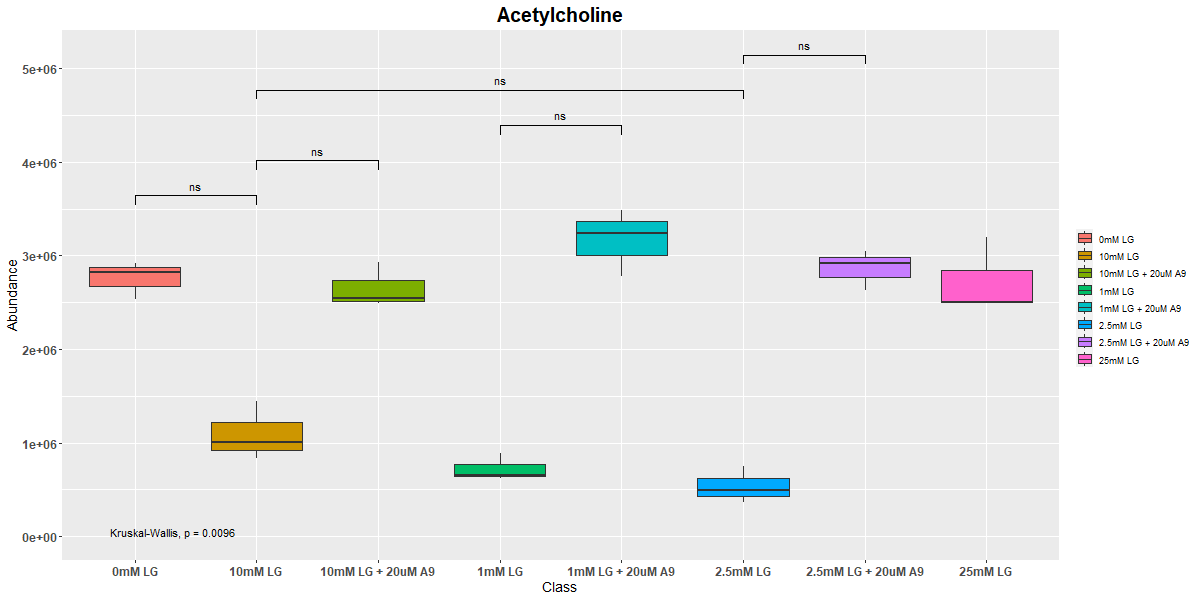 Acetylcholine
Abundance
5e+06
4e+06
3e+06
2e+06
1e+06
0e+00
ns
ns
ns
ns
ns
Kruskal-Wallis, p = 0.0096
0mM LG
10mM LG
10mM LG + 20uM A9
1mM LG
1mM LG + 20uM A9
2.5mM LG
2.5mM LG + 20uM A9
25mM LG
Class
0mM LG
10mM LG
10mM LG + 20uM A9
1mM LG
1mM LG + 20uM A9
2.5mM LG
2.5mM LG + 20uM A9
25mM LG